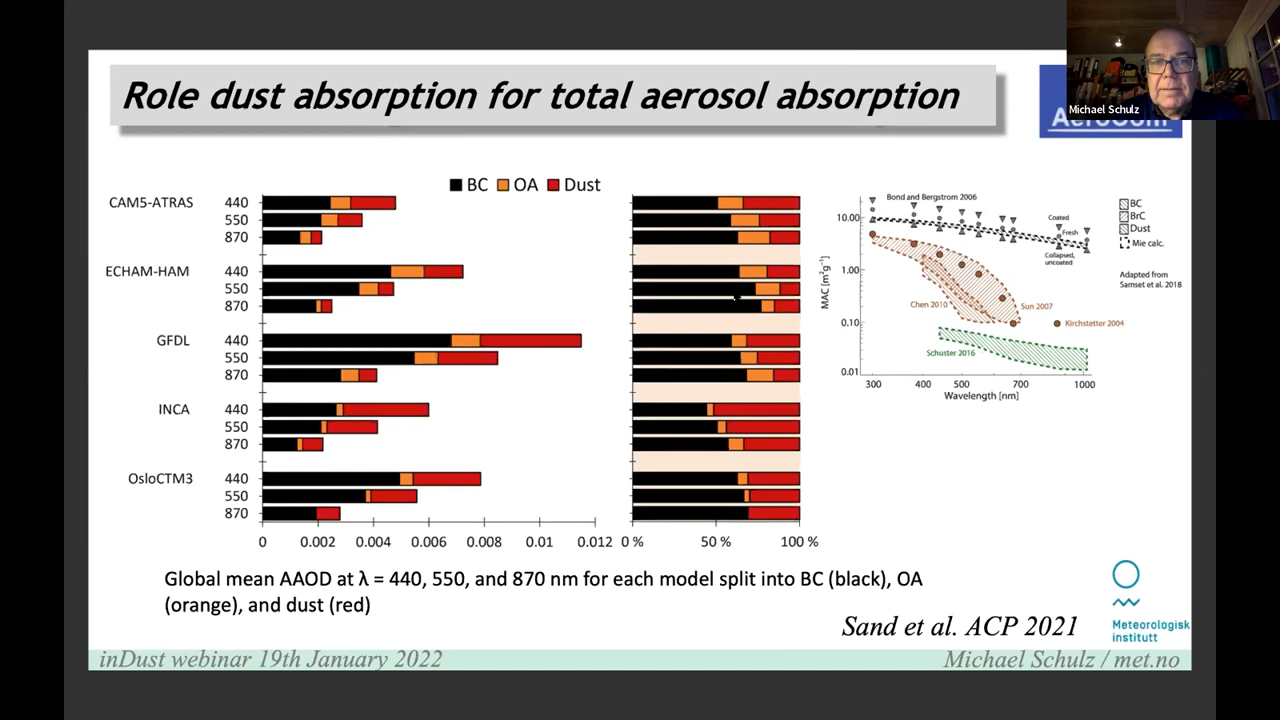 Role dust absorption for total aerosol absorption
Michael Schulz
AeroCom
BC OA Dust
CAM5-ATRAS 440
550
870
ECHAM-HAM 440
550
870
GFDL 440
550
870
INCA 440
550
870
OsloCTM3 440
550
870
0 0.002 0.004 0.006 0.008 0.01 0.012
0 % 50 % 100 %
Bond and Bergstrom 2006
10.00
1.00
0.10
0.01
MAC [m²g⁻¹]
Coated
Fresh
Collapsed,
uncoated
Chen 2010
Sun 2007
Kirchstetter 2004
Schuster 2016
300 400 500 700 1000
Wavelength [nm]
BC
BrC
Dust
Mie calc.
Adapted from
Samset et al. 2018
Global mean AAOD at λ = 440, 550, and 870 nm for each model split into BC (black), OA
(orange), and dust (red)
Sand et al. ACP 2021
Meteorologisk
institutt
inDust webinar 19th January 2022
Michael Schulz / met.no